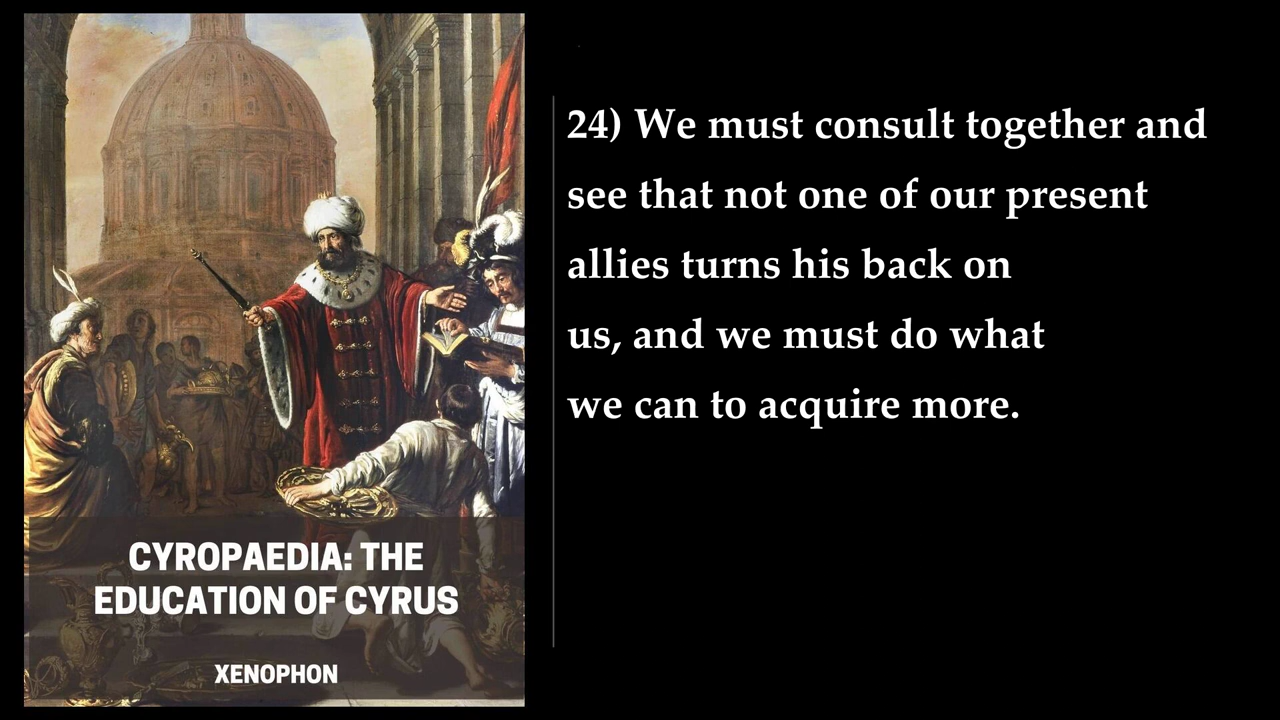 24) We must consult together and
see that not one of our present
allies turns his back on
us, and we must do what
we can to acquire more.
CYROPAEDIA: THE
EDUCATION OF CYRUS
XENOPHON